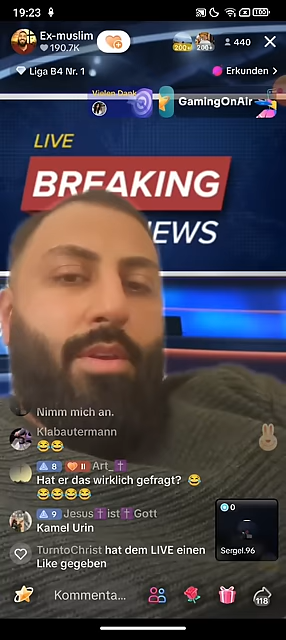 19:23
100
Ex-muslim
190.7K
200+
200+
440
Liga B4 Nr. 1
Erkunden >
Vielen Dank
GamingOnAir
LIVE
BREAKING
NEWS
Nimm mich an.
Klabautermann
😂😂
8 II Art_✝️
Hat er das wirklich gefragt? 😂
😂😂😂😂
9 Jesus✝️ist✝️Gott
Kamel Urin
TurntoChrist hat dem LIVE einen
Like gegeben
0
Sergel.96
Kommenta...
118